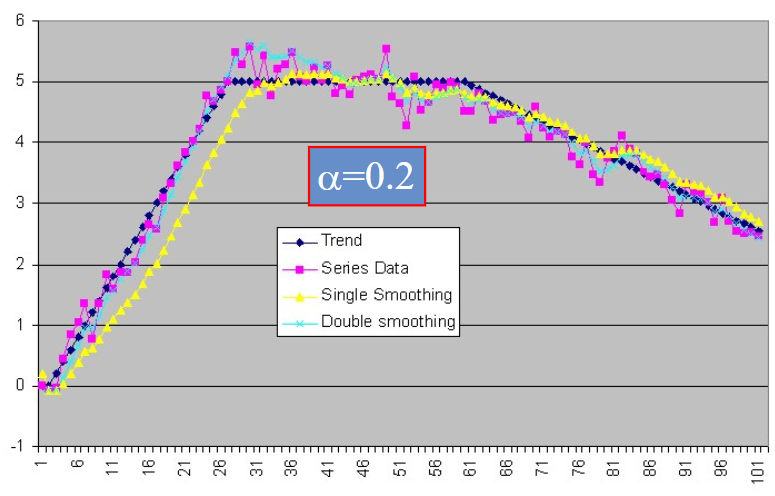 6
5
4
α=0.2
3
Trend
2
Series Data
Single Smoothing
1
Double smoothing
0
-1
1 6 11 16 21 26 31 36 41 46 51 56 61 66 71 76 81 86 91 96 101